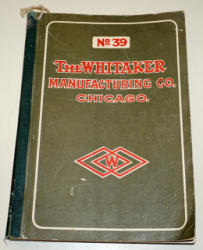 Nº 39
THE WHITAKER
MANUFACTURING CO.
CHICAGO.
W